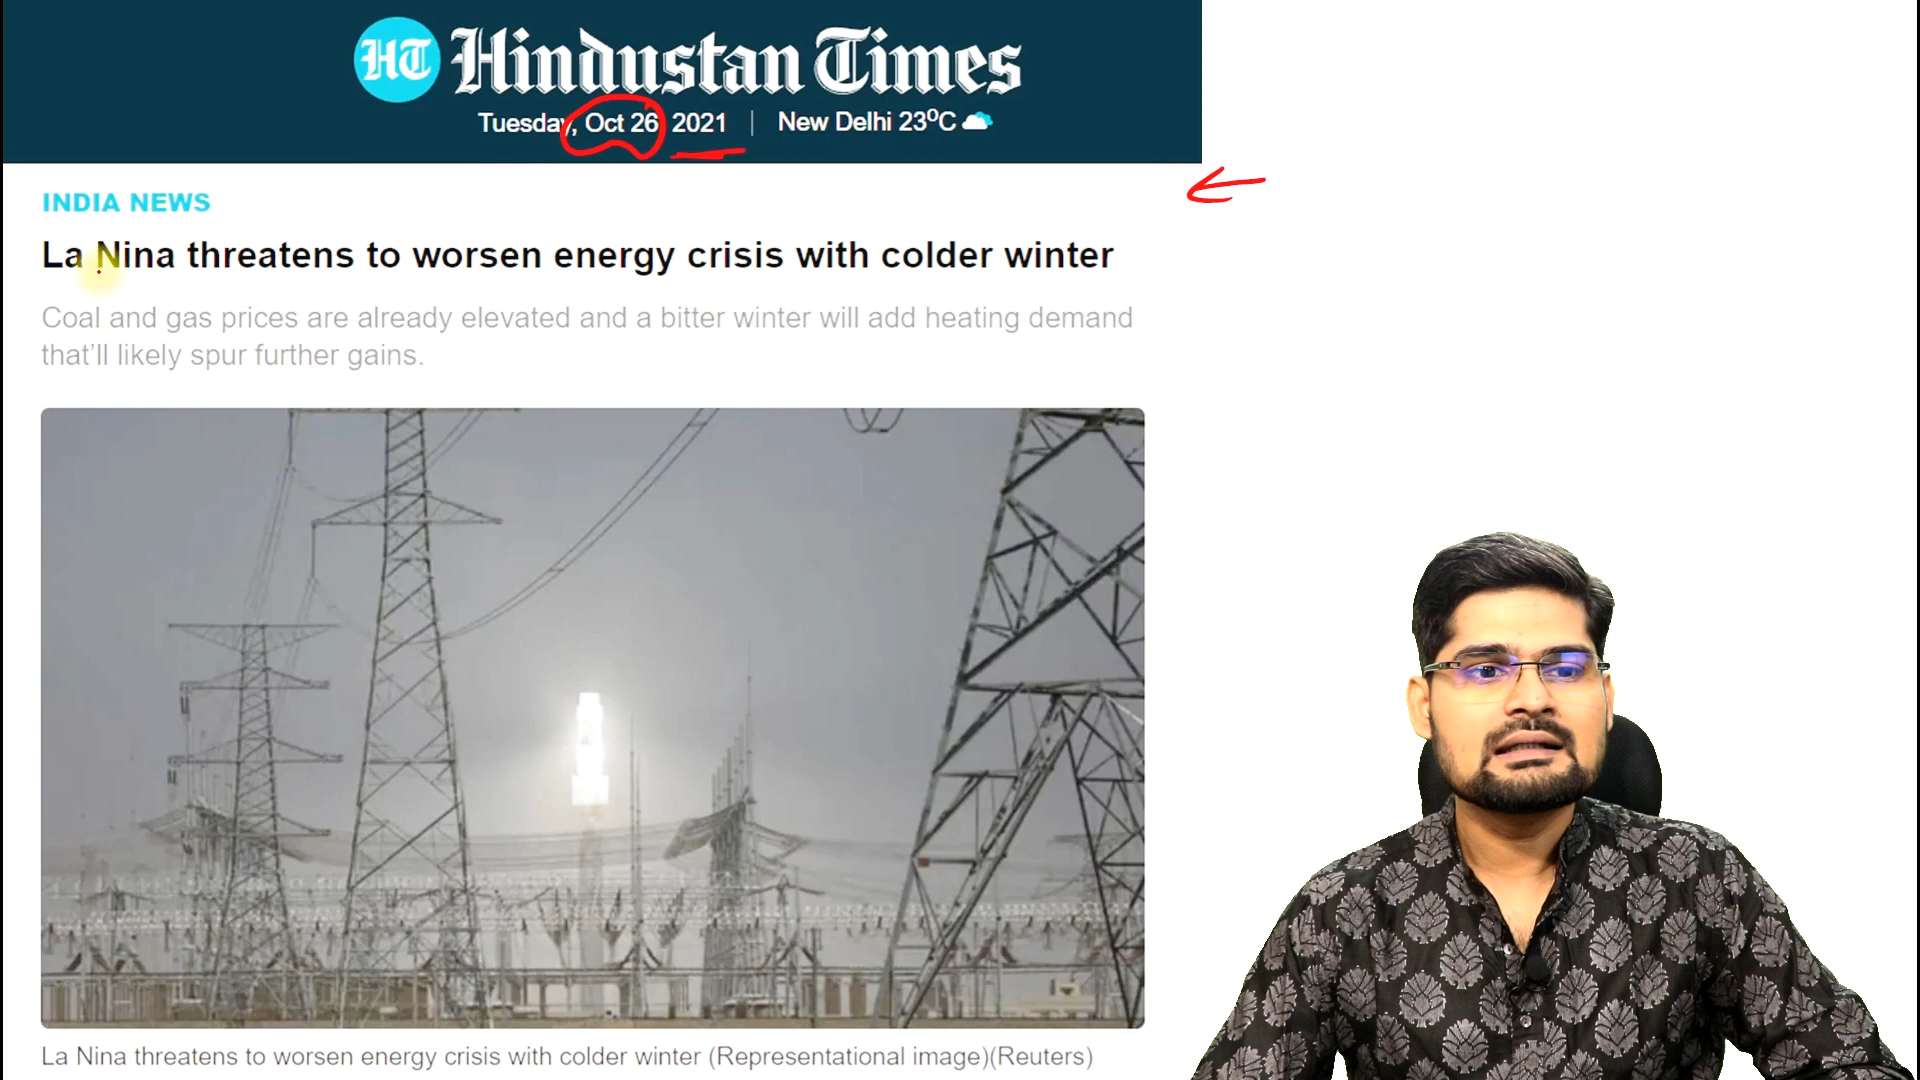 HT Hindustan Times
Tuesday, Oct 26, 2021 | New Delhi 23⁰C
INDIA NEWS
La Nina threatens to worsen energy crisis with colder winter
Coal and gas prices are already elevated and a bitter winter will add heating demand
that'll likely spur further gains.
La Nina threatens to worsen energy crisis with colder winter (Representational image)(Reuters)